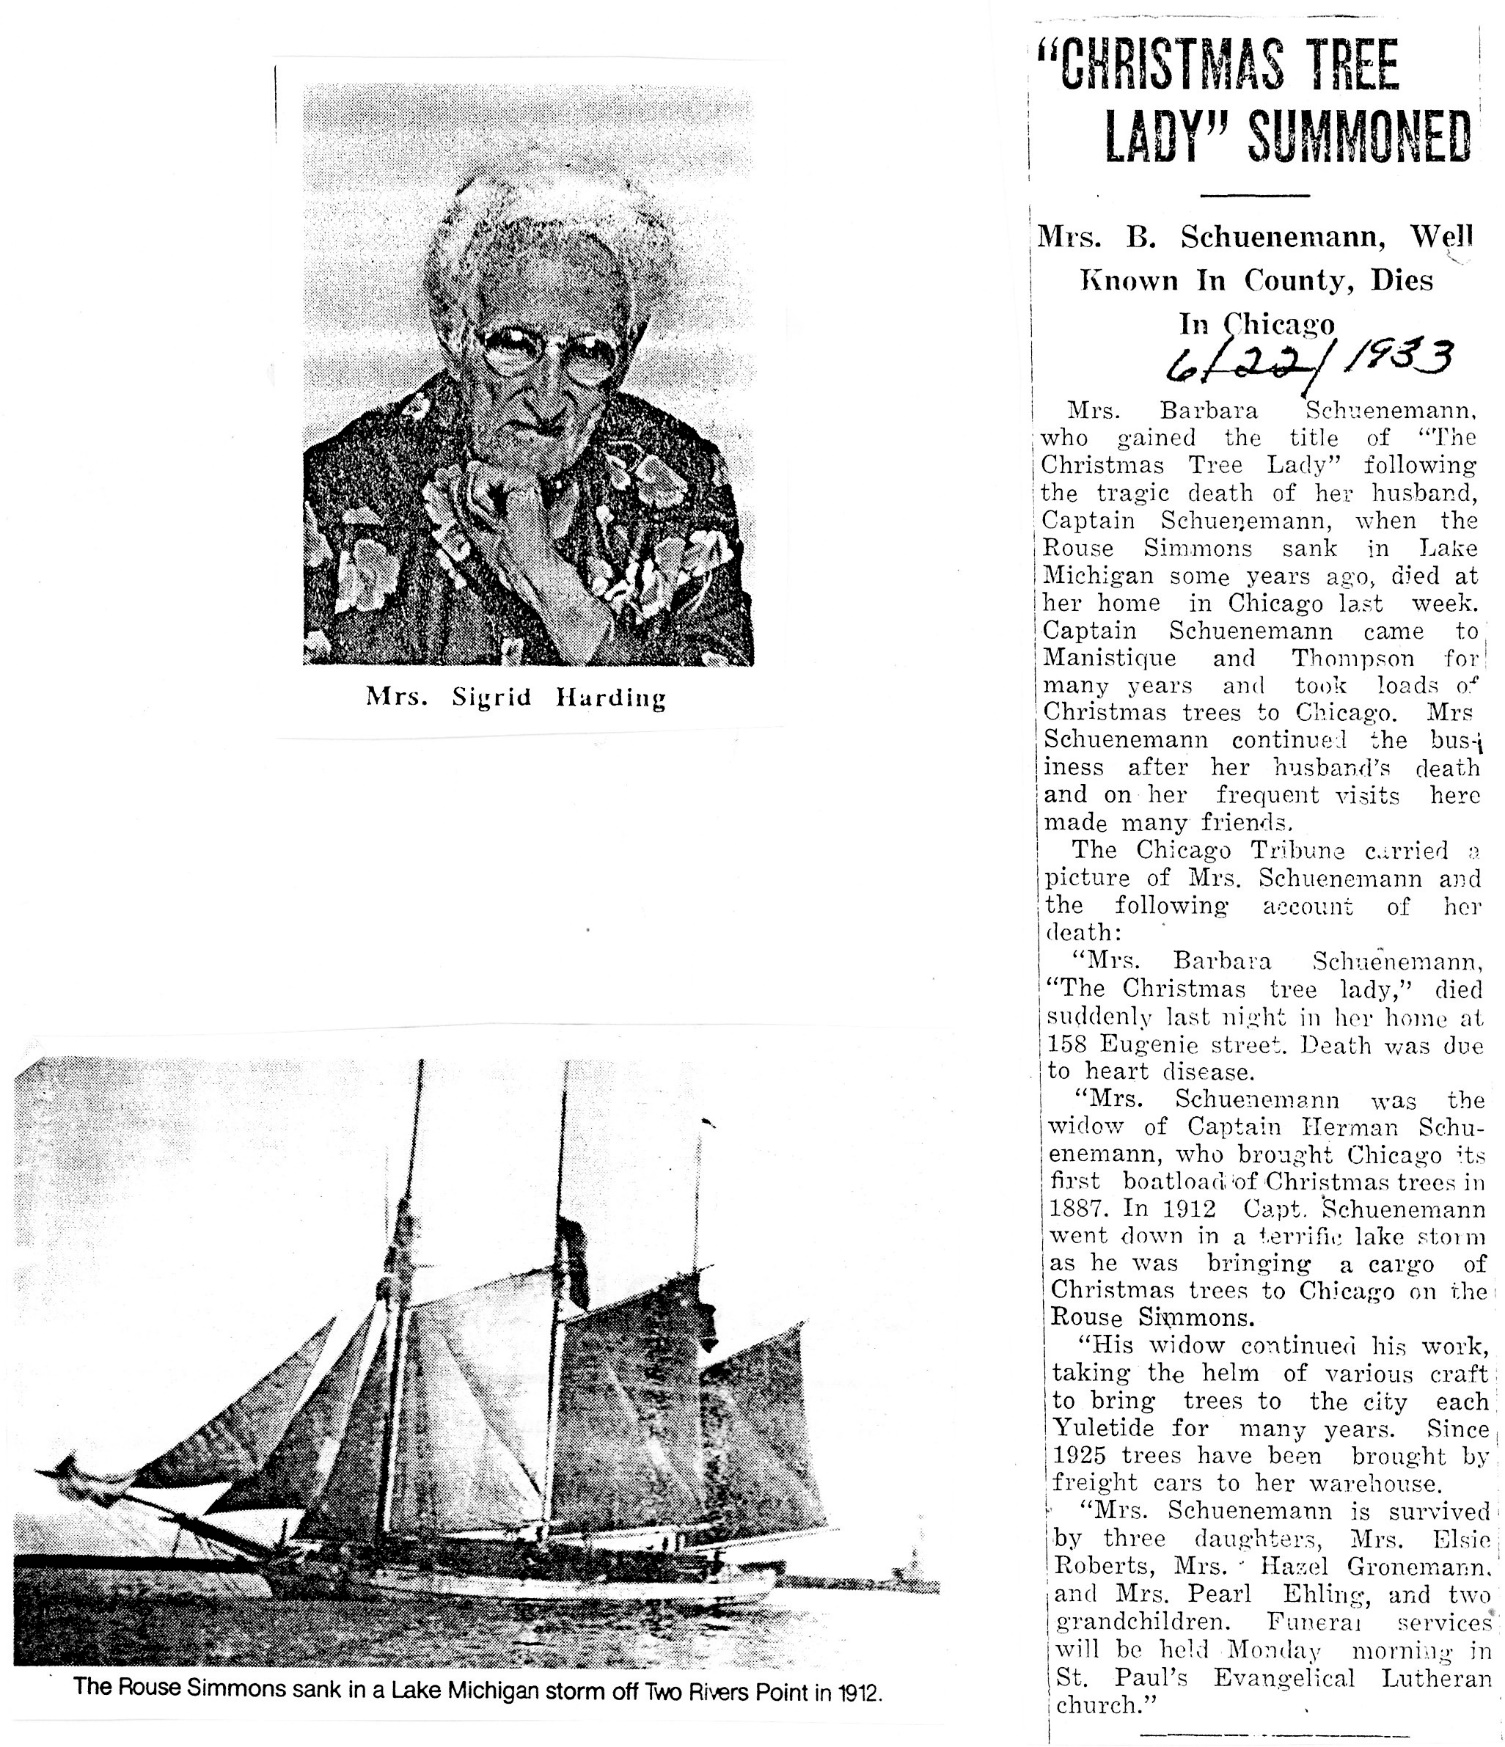 Mrs. Sigrid Harding
The Rouse Simmons sank in a Lake Michigan storm off Two Rivers Point in 1912.
"CHRISTMAS TREE
LADY" SUMMONED
Mrs. B. Schuenemann, Well
Known In County, Dies
In Chicago
6/22/1933
Mrs. Barbara Schuenemann,
who gained the title of "The
Christmas Tree Lady" following
the tragic death of her husband,
Captain Schuenemann, when the
Rouse Simmons sank in Lake
Michigan some years ago, died at
her home in Chicago last week.
Captain Schuenemann came to
Manistique and Thompson for
many years and took loads of
Christmas trees to Chicago. Mrs
Schuenemann continued the bus-
iness after her husband's death
and on her frequent visits here
made many friends.
The Chicago Tribune carried a
picture of Mrs. Schuenemann and
the following account of her
death:
"Mrs. Barbara Schuenemann,
"The Christmas tree lady," died
suddenly last night in her home at
158 Eugenie street. Death was due
to heart disease.
"Mrs. Schuenemann was the
widow of Captain Herman Schu-
enemann, who brought Chicago its
first boatload of Christmas trees in
1887. In 1912 Capt. Schuenemann
went down in a terrific lake storm
as he was bringing a cargo of
Christmas trees to Chicago on the
Rouse Simmons.
"His widow continued his work,
taking the helm of various craft
to bring trees to the city each
Yuletide for many years. Since
1925 trees have been brought by
freight cars to her warehouse.
"Mrs. Schuenemann is survived
by three daughters, Mrs. Elsie
Roberts, Mrs. Hazel Gronemann,
and Mrs. Pearl Ehling, and two
grandchildren. Funeral services
will be held Monday morning in
St. Paul's Evangelical Lutheran
church."